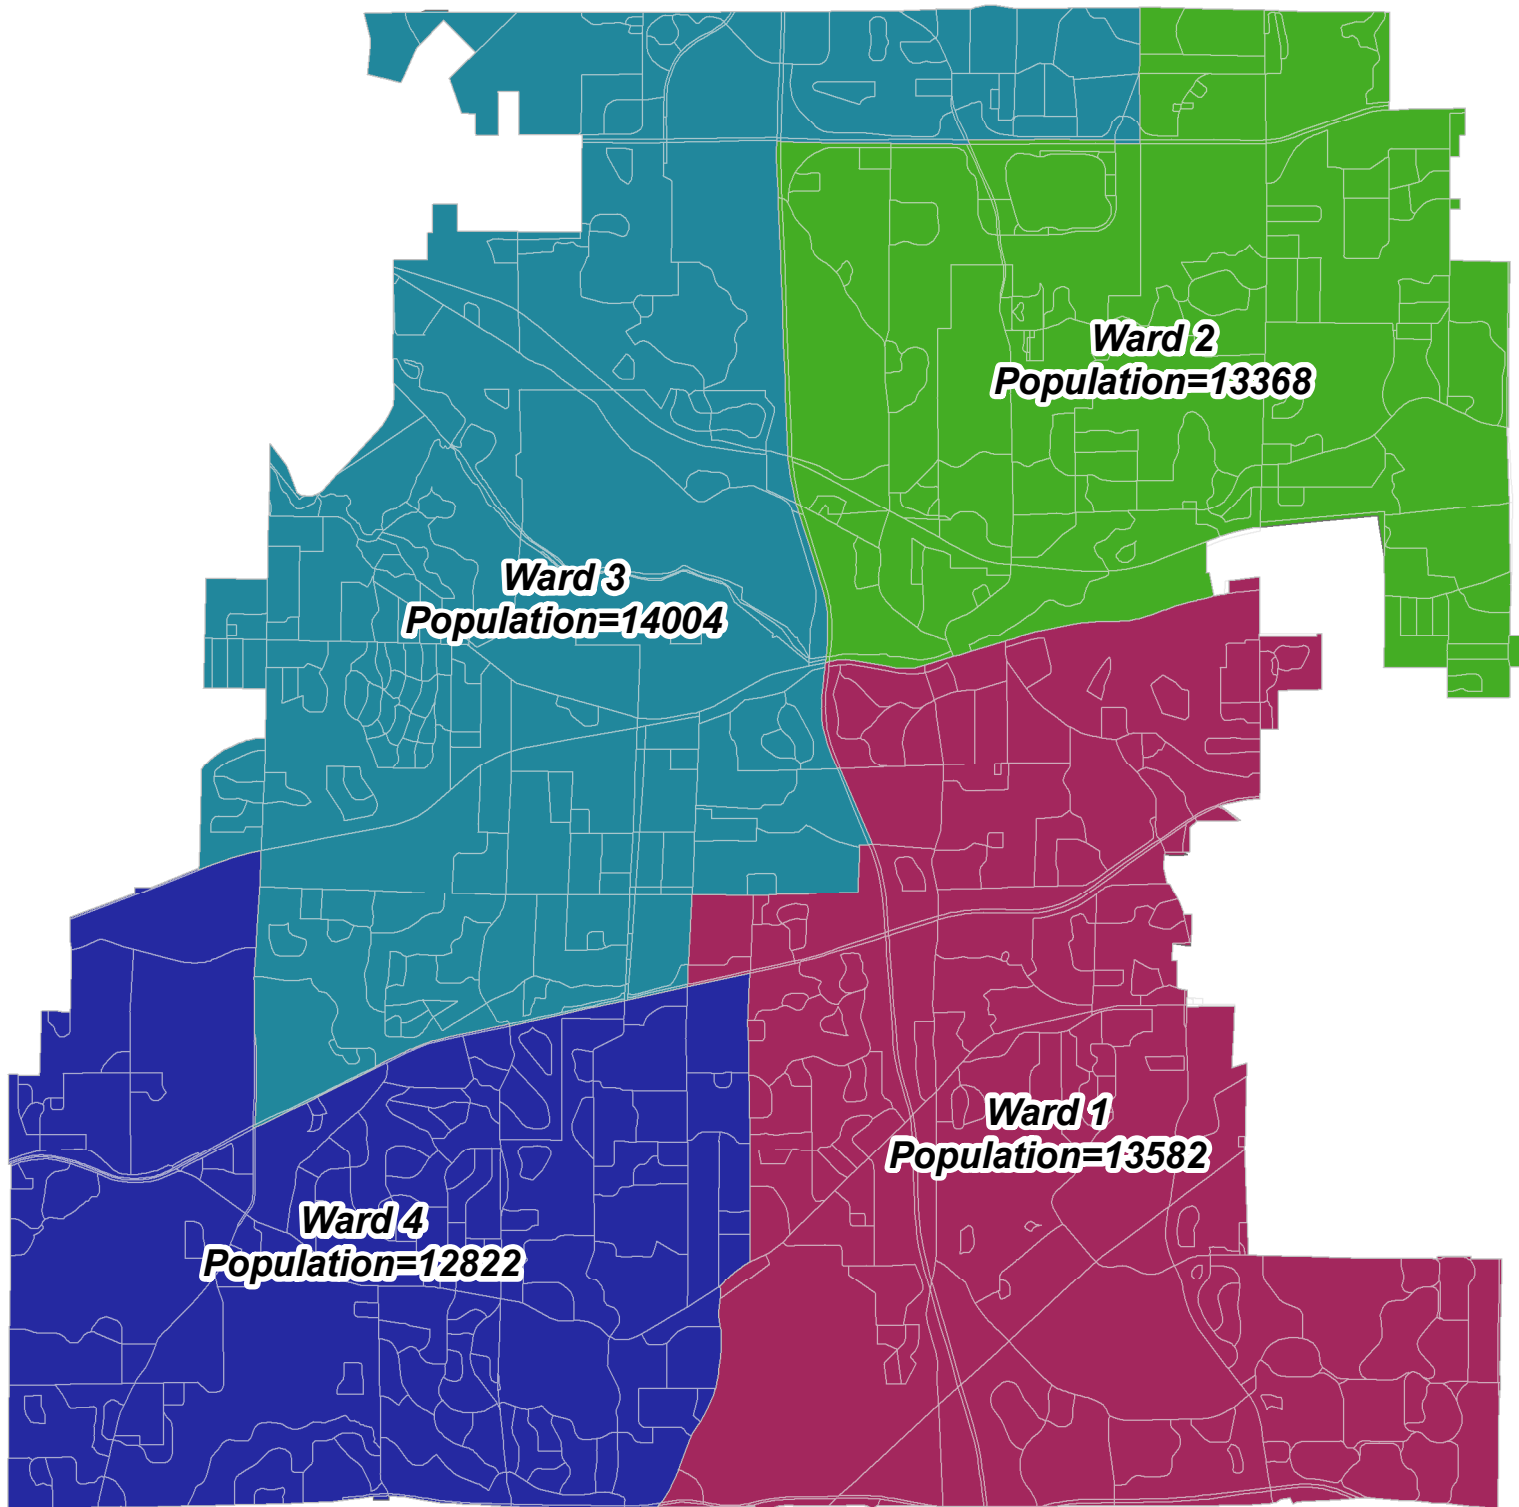 Ward 2
Population=13368
Ward 3
Population=14004
Ward 1
Population=13582
Ward 4
Population=12822